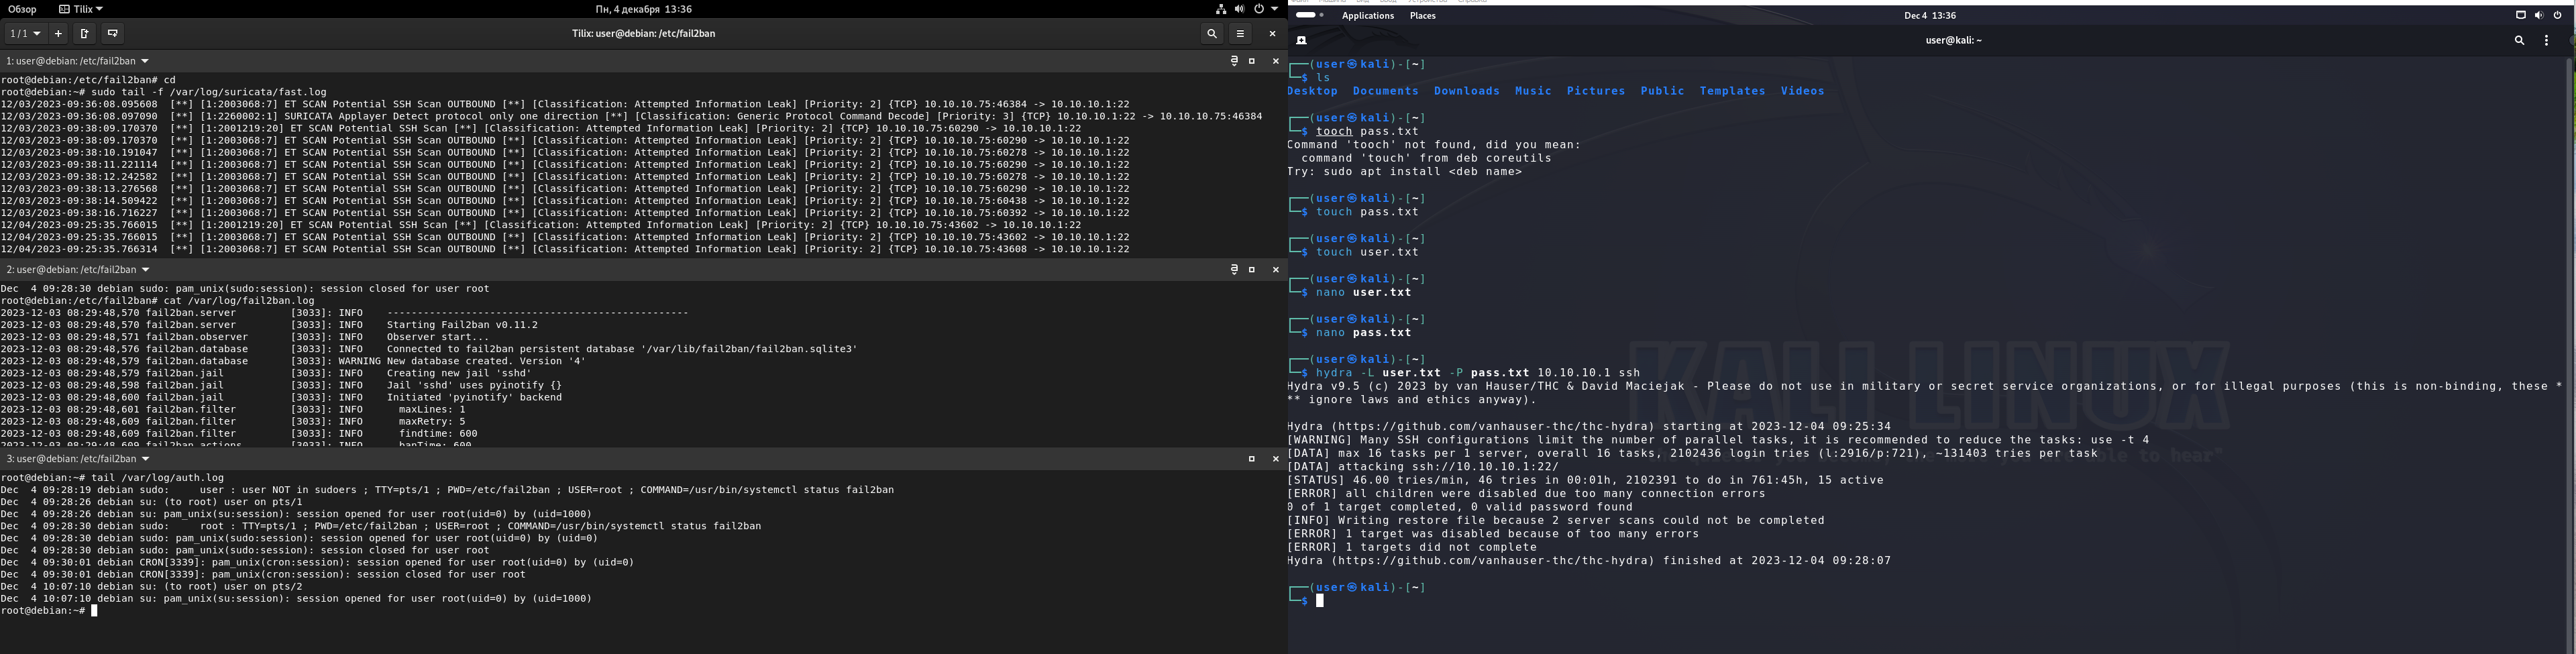 Обзор
Tilix
Пн, 4 декабря 13:36
1 / 1
Tilix: user@debian: /etc/fail2ban
1: user@debian: /etc/fail2ban
root@debian:/etc/fail2ban# cd
root@debian:~# sudo tail -f /var/log/suricata/fast.log
12/03/2023-09:36:08.095608  [**] [1:2003068:7] ET SCAN Potential SSH Scan OUTBOUND [**] [Classification: Attempted Information Leak] [Priority: 2] {TCP} 10.10.10.75:46384 -> 10.10.10.1:22
12/03/2023-09:36:08.097090  [**] [1:2260002:1] SURICATA Applayer Detect protocol only one direction [**] [Classification: Generic Protocol Command Decode] [Priority: 3] {TCP} 10.10.10.1:22 -> 10.10.10.75:46384
12/03/2023-09:38:09.170370  [**] [1:2001219:20] ET SCAN Potential SSH Scan [**] [Classification: Attempted Information Leak] [Priority: 2] {TCP} 10.10.10.75:60290 -> 10.10.10.1:22
12/03/2023-09:38:09.170370  [**] [1:2003068:7] ET SCAN Potential SSH Scan OUTBOUND [**] [Classification: Attempted Information Leak] [Priority: 2] {TCP} 10.10.10.75:60290 -> 10.10.10.1:22
12/03/2023-09:38:10.191047  [**] [1:2003068:7] ET SCAN Potential SSH Scan OUTBOUND [**] [Classification: Attempted Information Leak] [Priority: 2] {TCP} 10.10.10.75:60278 -> 10.10.10.1:22
12/03/2023-09:38:11.221114  [**] [1:2003068:7] ET SCAN Potential SSH Scan OUTBOUND [**] [Classification: Attempted Information Leak] [Priority: 2] {TCP} 10.10.10.75:60290 -> 10.10.10.1:22
12/03/2023-09:38:12.242582  [**] [1:2003068:7] ET SCAN Potential SSH Scan OUTBOUND [**] [Classification: Attempted Information Leak] [Priority: 2] {TCP} 10.10.10.75:60278 -> 10.10.10.1:22
12/03/2023-09:38:13.276568  [**] [1:2003068:7] ET SCAN Potential SSH Scan OUTBOUND [**] [Classification: Attempted Information Leak] [Priority: 2] {TCP} 10.10.10.75:60290 -> 10.10.10.1:22
12/03/2023-09:38:14.509422  [**] [1:2003068:7] ET SCAN Potential SSH Scan OUTBOUND [**] [Classification: Attempted Information Leak] [Priority: 2] {TCP} 10.10.10.75:60438 -> 10.10.10.1:22
12/03/2023-09:38:16.716227  [**] [1:2003068:7] ET SCAN Potential SSH Scan OUTBOUND [**] [Classification: Attempted Information Leak] [Priority: 2] {TCP} 10.10.10.75:60392 -> 10.10.10.1:22
12/04/2023-09:25:35.766015  [**] [1:2001219:20] ET SCAN Potential SSH Scan [**] [Classification: Attempted Information Leak] [Priority: 2] {TCP} 10.10.10.75:43602 -> 10.10.10.1:22
12/04/2023-09:25:35.766015  [**] [1:2003068:7] ET SCAN Potential SSH Scan OUTBOUND [**] [Classification: Attempted Information Leak] [Priority: 2] {TCP} 10.10.10.75:43602 -> 10.10.10.1:22
12/04/2023-09:25:35.766314  [**] [1:2003068:7] ET SCAN Potential SSH Scan OUTBOUND [**] [Classification: Attempted Information Leak] [Priority: 2] {TCP} 10.10.10.75:43608 -> 10.10.10.1:22
2: user@debian: /etc/fail2ban
Dec  4 09:28:30 debian sudo: pam_unix(sudo:session): session closed for user root
root@debian:/etc/fail2ban# cat /var/log/fail2ban.log
2023-12-03 08:29:48,570 fail2ban.server         [3033]: INFO    --------------------------------------------------
2023-12-03 08:29:48,570 fail2ban.server         [3033]: INFO    Starting Fail2ban v0.11.2
2023-12-03 08:29:48,571 fail2ban.observer       [3033]: INFO    Observer start...
2023-12-03 08:29:48,576 fail2ban.database       [3033]: INFO    Connected to fail2ban persistent database '/var/lib/fail2ban/fail2ban.sqlite3'
2023-12-03 08:29:48,579 fail2ban.database       [3033]: WARNING New database created. Version '4'
2023-12-03 08:29:48,579 fail2ban.jail           [3033]: INFO    Creating new jail 'sshd'
2023-12-03 08:29:48,598 fail2ban.jail           [3033]: INFO    Jail 'sshd' uses pyinotify {}
2023-12-03 08:29:48,600 fail2ban.jail           [3033]: INFO    Initiated 'pyinotify' backend
2023-12-03 08:29:48,601 fail2ban.filter         [3033]: INFO      maxLines: 1
2023-12-03 08:29:48,609 fail2ban.filter         [3033]: INFO      maxRetry: 5
2023-12-03 08:29:48,609 fail2ban.filter         [3033]: INFO      findtime: 600
2023-12-03 08:29:48,609 fail2ban.actions        [3033]: INFO      banTime: 600
3: user@debian: /etc/fail2ban
root@debian:~# tail /var/log/auth.log
Dec  4 09:28:19 debian sudo:     user : user NOT in sudoers ; TTY=pts/1 ; PWD=/etc/fail2ban ; USER=root ; COMMAND=/usr/bin/systemctl status fail2ban
Dec  4 09:28:26 debian su: (to root) user on pts/1
Dec  4 09:28:26 debian su: pam_unix(su:session): session opened for user root(uid=0) by (uid=1000)
Dec  4 09:28:30 debian sudo:     root : TTY=pts/1 ; PWD=/etc/fail2ban ; USER=root ; COMMAND=/usr/bin/systemctl status fail2ban
Dec  4 09:28:30 debian sudo: pam_unix(sudo:session): session opened for user root(uid=0) by (uid=0)
Dec  4 09:28:30 debian sudo: pam_unix(sudo:session): session closed for user root
Dec  4 09:30:01 debian CRON[3339]: pam_unix(cron:session): session opened for user root(uid=0) by (uid=0)
Dec  4 09:30:01 debian CRON[3339]: pam_unix(cron:session): session closed for user root
Dec  4 10:07:10 debian su: (to root) user on pts/2
Dec  4 10:07:10 debian su: pam_unix(su:session): session opened for user root(uid=0) by (uid=1000)
root@debian:~#
Applications
Places
Dec 4 13:36
user@kali: ~
┌──(user㉿kali)-[~]
└─$ ls
Desktop  Documents  Downloads  Music  Pictures  Public  Templates  Videos
┌──(user㉿kali)-[~]
└─$ tooch pass.txt
Command 'tooch' not found, did you mean:
  command 'touch' from deb coreutils
Try: sudo apt install <deb name>
┌──(user㉿kali)-[~]
└─$ touch pass.txt
┌──(user㉿kali)-[~]
└─$ touch user.txt
┌──(user㉿kali)-[~]
└─$ nano user.txt
┌──(user㉿kali)-[~]
└─$ nano pass.txt
┌──(user㉿kali)-[~]
└─$ hydra -L user.txt -P pass.txt 10.10.10.1 ssh
Hydra v9.5 (c) 2023 by van Hauser/THC & David Maciejak - Please do not use in military or secret service organizations, or for illegal purposes (this is non-binding, these *
** ignore laws and ethics anyway).
Hydra (https://github.com/vanhauser-thc/thc-hydra) starting at 2023-12-04 09:25:34
[WARNING] Many SSH configurations limit the number of parallel tasks, it is recommended to reduce the tasks: use -t 4
[DATA] max 16 tasks per 1 server, overall 16 tasks, 2102436 login tries (l:2916/p:721), ~131403 tries per task
[DATA] attacking ssh://10.10.10.1:22/
[STATUS] 46.00 tries/min, 46 tries in 00:01h, 2102391 to do in 761:45h, 15 active
[ERROR] all children were disabled due too many connection errors
0 of 1 target completed, 0 valid password found
[INFO] Writing restore file because 2 server scans could not be completed
[ERROR] 1 target was disabled because of too many errors
[ERROR] 1 targets did not complete
Hydra (https://github.com/vanhauser-thc/thc-hydra) finished at 2023-12-04 09:28:07
┌──(user㉿kali)-[~]
└─$
KALI LINUX
to hear"